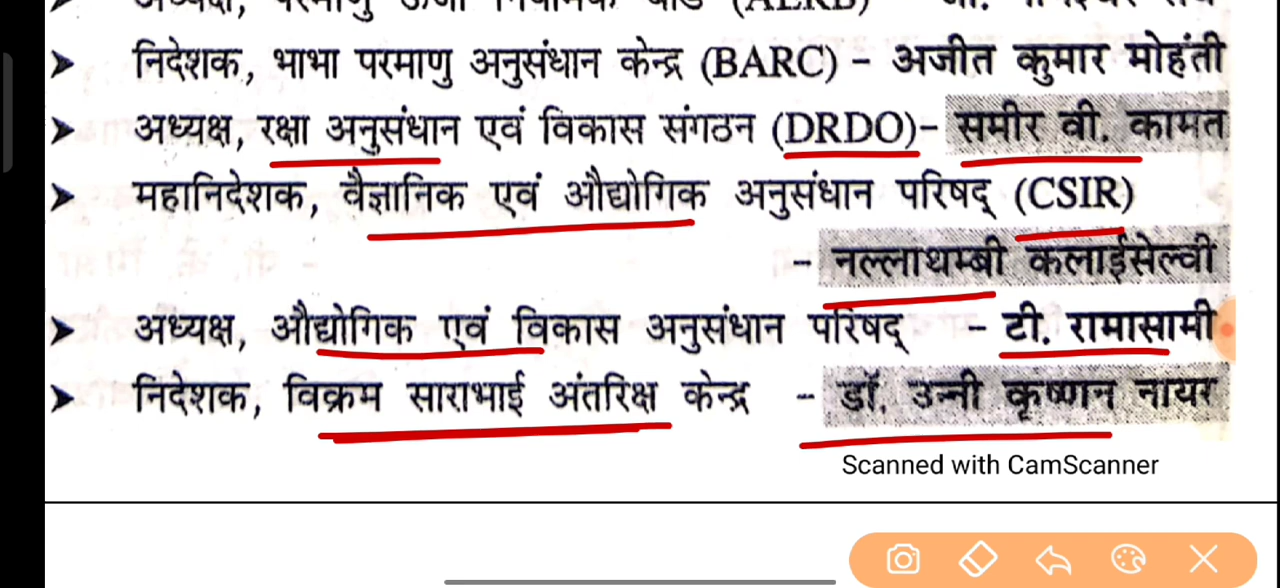 ➤ निदेशक, भाभा परमाणु अनुसंधान केन्द्र (BARC) – अजीत कुमार मोहंती
➤ अध्यक्ष, रक्षा अनुसंधान एवं विकास संगठन (DRDO)– समीर वी. कामत
➤ महानिदेशक, वैज्ञानिक एवं औद्योगिक अनुसंधान परिषद् (CSIR)
– नल्लाथम्बी कलाईसेल्वी
➤ अध्यक्ष, औद्योगिक एवं विकास अनुसंधान परिषद् – टी. रामासामी
➤ निदेशक, विक्रम साराभाई अंतरिक्ष केन्द्र – डॉ. उन्नी कृष्णन नायर
Scanned with CamScanner